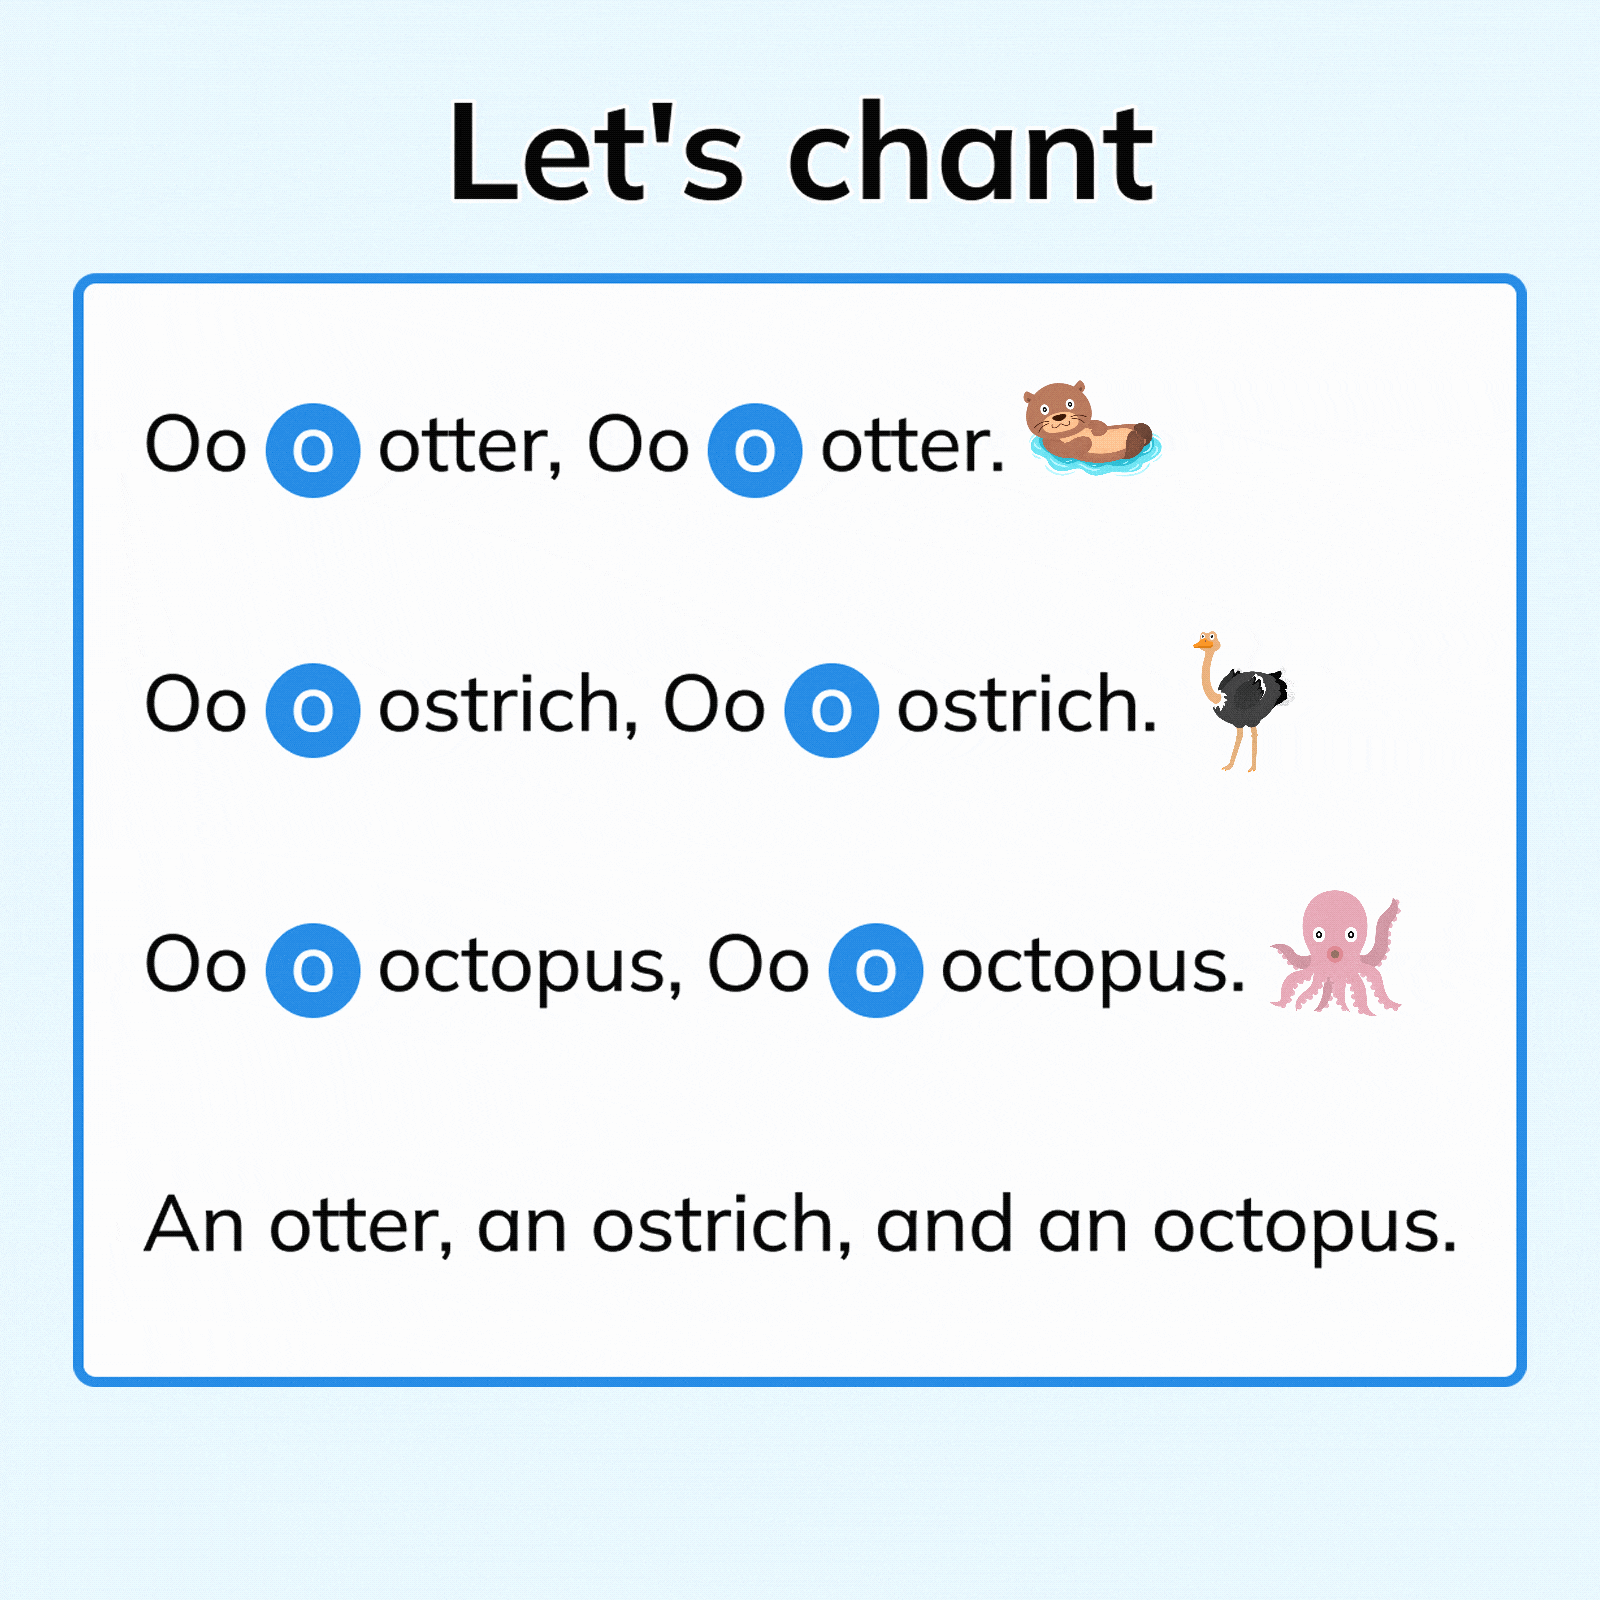 Let's chant
Oo o otter, Oo o otter.
Oo o ostrich, Oo o ostrich.
Oo o octopus, Oo o octopus.
An otter, an ostrich, and an octopus.